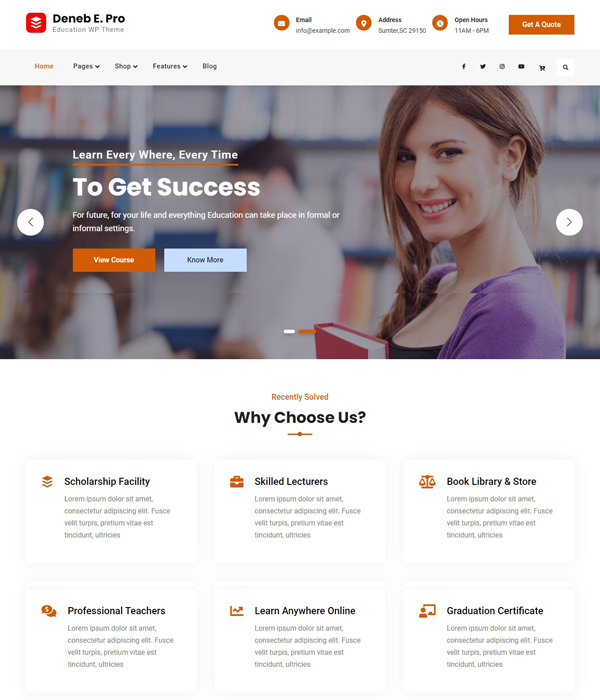 Deneb E. Pro
Education WP Theme
Email
info@example.com
Address
Sumter,SC 29150
Open Hours
11AM - 6PM
Get A Quote
Home
Pages
Shop
Features
Blog
Learn Every Where, Every Time
To Get Success
For future, for your life and everything Education can take place in formal or
informal settings.
View Course
Know More
Recently Solved
Why Choose Us?
Scholarship Facility
Lorem ipsum dolor sit amet,
consectetur adipiscing elit. Fusce
velit turpis, pretium vitae est
tincidunt, ultricies
Skilled Lecturers
Lorem ipsum dolor sit amet,
consectetur adipiscing elit. Fusce
velit turpis, pretium vitae est
tincidunt, ultricies
Book Library & Store
Lorem ipsum dolor sit amet,
consectetur adipiscing elit. Fusce
velit turpis, pretium vitae est
tincidunt, ultricies
Professional Teachers
Lorem ipsum dolor sit amet,
consectetur adipiscing elit. Fusce
velit turpis, pretium vitae est
tincidunt, ultricies
Learn Anywhere Online
Lorem ipsum dolor sit amet,
consectetur adipiscing elit. Fusce
velit turpis, pretium vitae est
tincidunt, ultricies
Graduation Certificate
Lorem ipsum dolor sit amet,
consectetur adipiscing elit. Fusce
velit turpis, pretium vitae est
tincidunt, ultricies